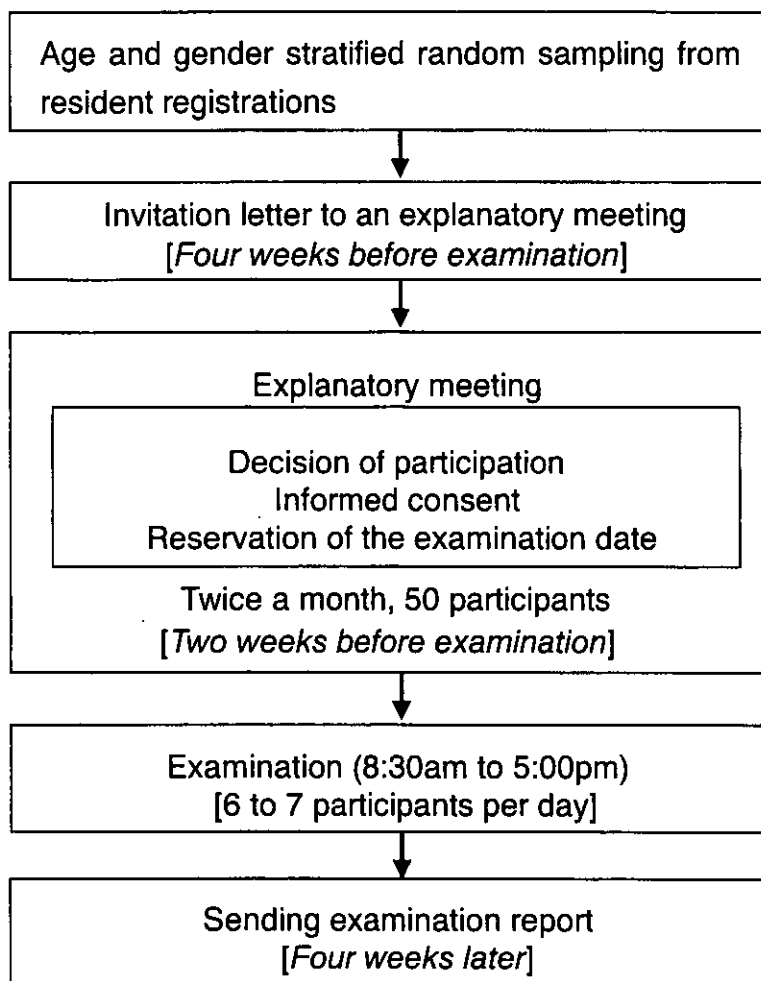 Age and gender stratified random sampling from
resident registrations
Invitation letter to an explanatory meeting
[Four weeks before examination]
Explanatory meeting
Decision of participation
Informed consent
Reservation of the examination date
Twice a month, 50 participants
[Two weeks before examination]
Examination (8:30am to 5:00pm)
[6 to 7 participants per day]
Sending examination report
[Four weeks later]